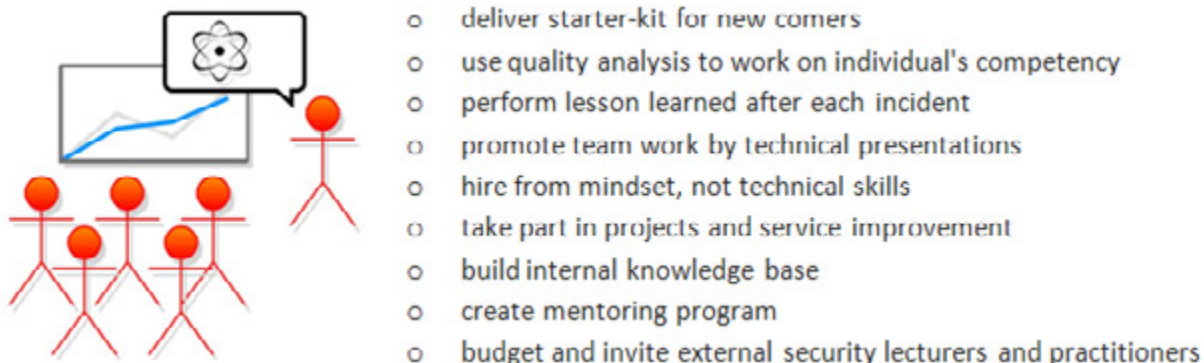 o deliver starter-kit for new comers
o use quality analysis to work on individual's competency
o perform lesson learned after each incident
o promote team work by technical presentations
o hire from mindset, not technical skills
o take part in projects and service improvement
o build internal knowledge base
o create mentoring program
o budget and invite external security lecturers and practitioners